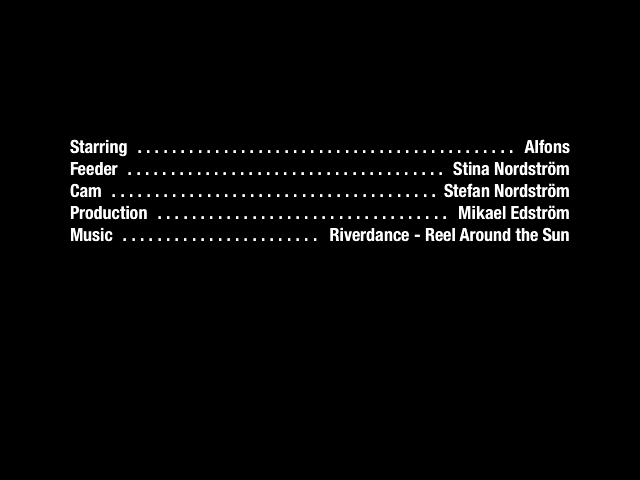 Starring . . . . . . . . . . . . . . . . . . . . . . . . . . . . . . . . . . . . . . . . . . . . Alfons
Feeder . . . . . . . . . . . . . . . . . . . . . . . . . . . . . . . . . . . . . Stina Nordström
Cam . . . . . . . . . . . . . . . . . . . . . . . . . . . . . . . . . . . . . . Stefan Nordström
Production . . . . . . . . . . . . . . . . . . . . . . . . . . . . . . . . . . Mikael Edström
Music . . . . . . . . . . . . . . . . . . . . . . . Riverdance - Reel Around the Sun